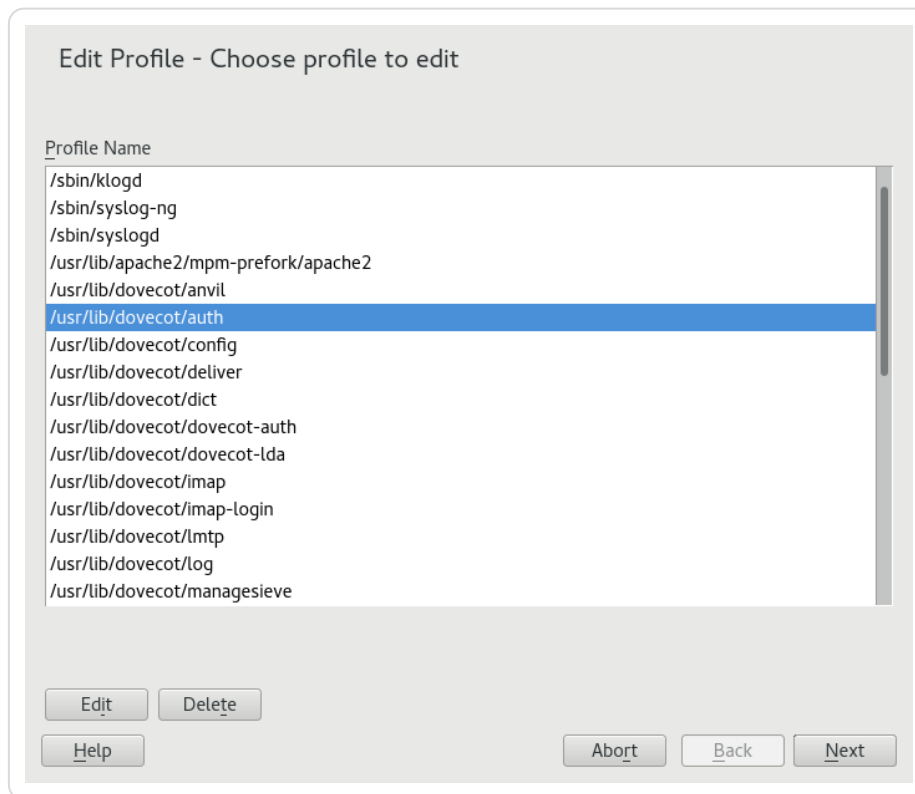 Edit Profile - Choose profile to edit
Profile Name
/sbin/klogd
/sbin/syslog-ng
/sbin/syslogd
/usr/lib/apache2/mpm-prefork/apache2
/usr/lib/dovecot/anvil
/usr/lib/dovecot/auth
/usr/lib/dovecot/config
/usr/lib/dovecot/deliver
/usr/lib/dovecot/dict
/usr/lib/dovecot/dovecot-auth
/usr/lib/dovecot/dovecot-lda
/usr/lib/dovecot/imap
/usr/lib/dovecot/imap-login
/usr/lib/dovecot/lmtp
/usr/lib/dovecot/log
/usr/lib/dovecot/managesieve
Edit Delete
Help Abort Back Next